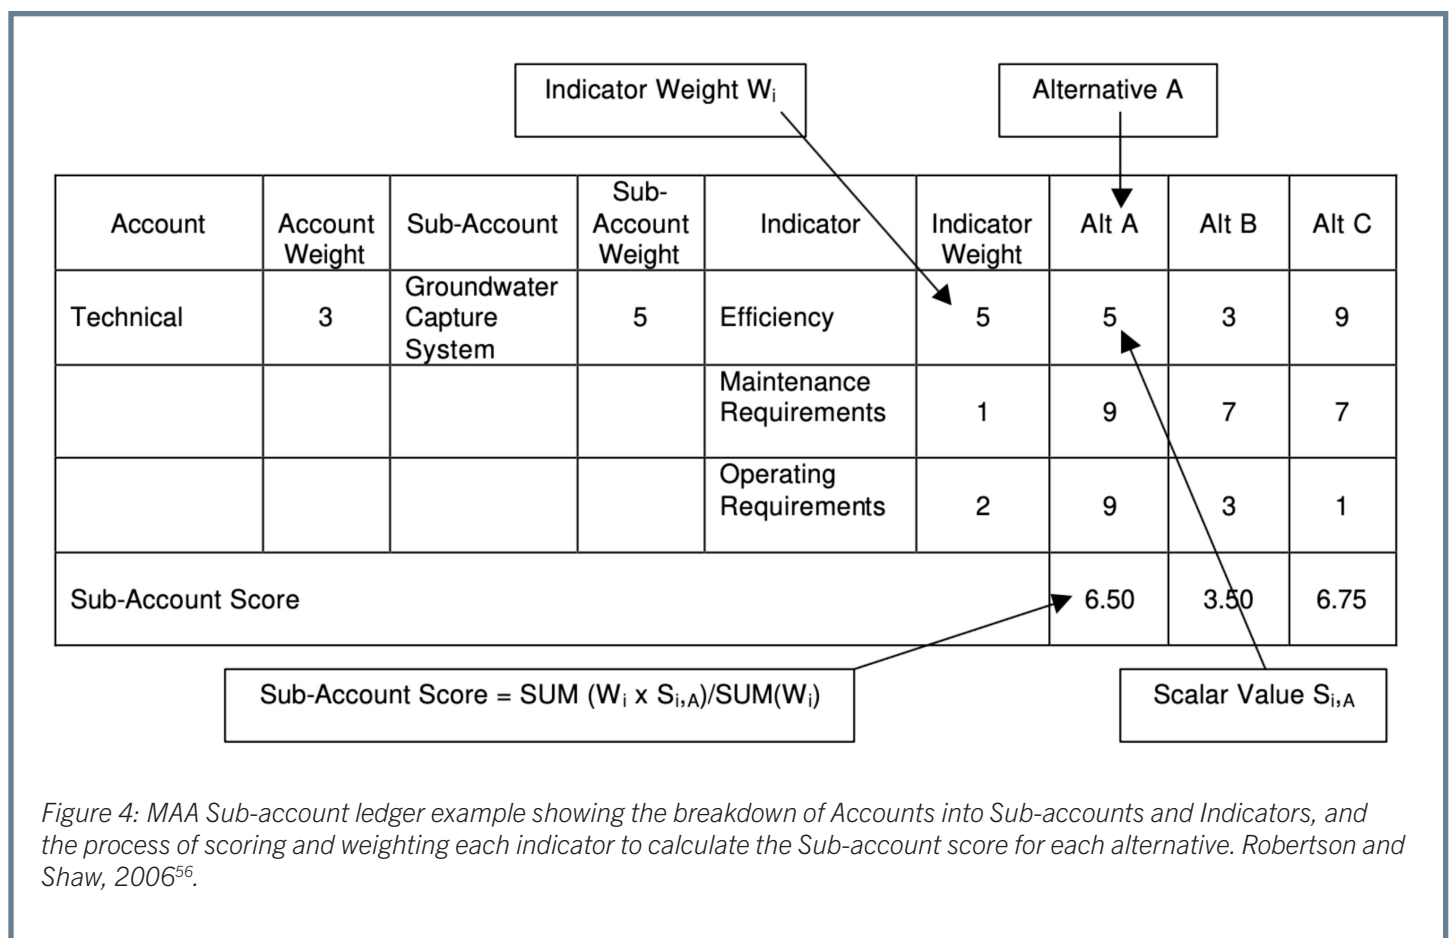 Indicator Weight Wi
Alternative A
Account
Account
Weight
Sub-Account
Sub-
Account
Weight
Indicator
Indicator
Weight
Alt A
Alt B
Alt C
Technical
3
Groundwater
Capture
System
5
Efficiency
5
5
3
9
Maintenance
Requirements
1
9
7
7
Operating
Requirements
2
9
3
1
Sub-Account Score
6.50
3.50
6.75
Sub-Account Score = SUM (Wi x Si,A)/SUM(Wi)
Scalar Value Si,A
Figure 4: MAA Sub-account ledger example showing the breakdown of Accounts into Sub-accounts and Indicators, and
the process of scoring and weighting each indicator to calculate the Sub-account score for each alternative. Robertson and
Shaw, 2006⁵⁶.